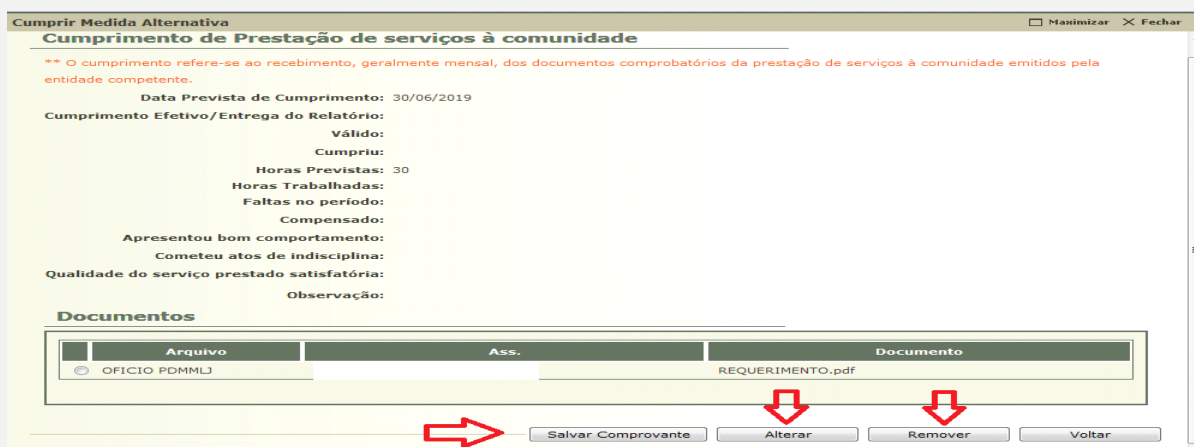 Cumprir Medida Alternativa Maximizar Fechar
Cumprimento de Prestação de serviços à comunidade
** O cumprimento refere-se ao recebimento, geralmente mensal, dos documentos comprobatórios da prestação de serviços à comunidade emitidos pela
entidade competente.
Data Prevista de Cumprimento: 30/06/2019
Cumprimento Efetivo/Entrega do Relatório:
Válido:
Cumpriu:
Horas Previstas: 30
Horas Trabalhadas:
Faltas no período:
Compensado:
Apresentou bom comportamento:
Cometeu atos de indisciplina:
Qualidade do serviço prestado satisfatória:
Observação:
Documentos
Arquivo Ass. Documento
OFICIO PDMMLJ REQUERIMENTO.pdf
Salvar Comprovante Alterar Remover Voltar